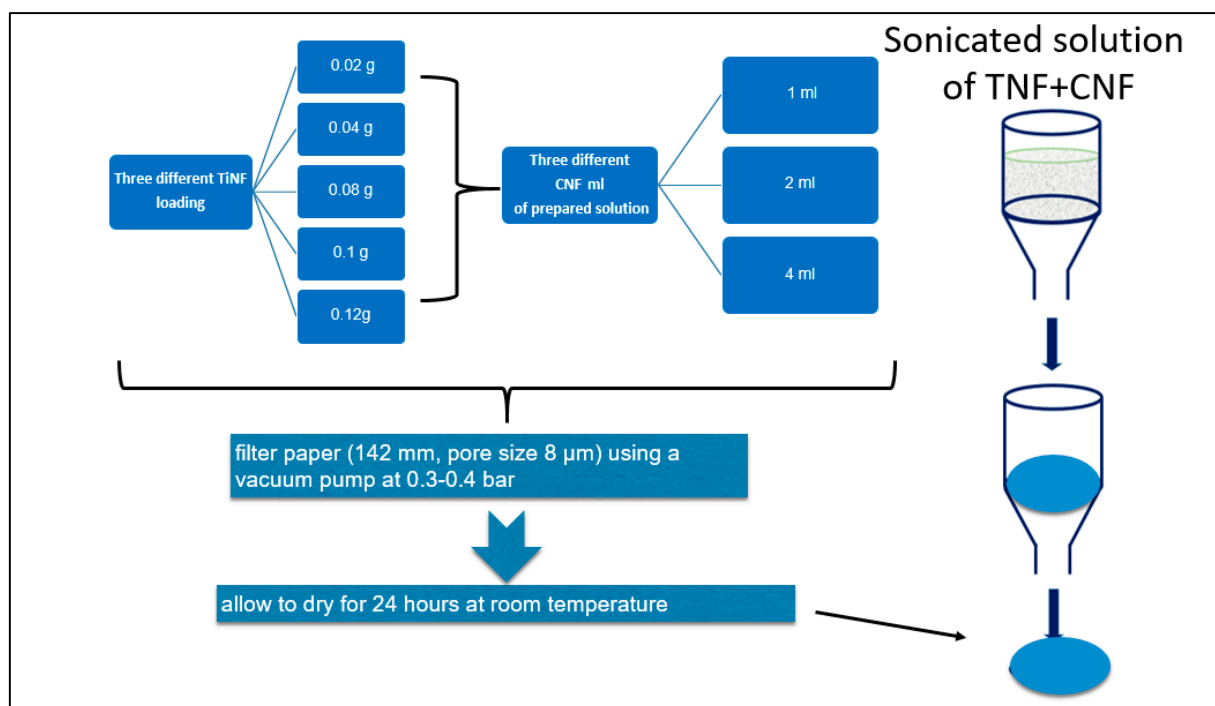 Sonicated solution
of TNF+CNF
Three different TiNF
loading
0.02 g
0.04 g
0.08 g
0.1 g
0.12g
Three different
CNF ml
of prepared solution
1 ml
2 ml
4 ml
filter paper (142 mm, pore size 8 µm) using a
vacuum pump at 0.3-0.4 bar
allow to dry for 24 hours at room temperature